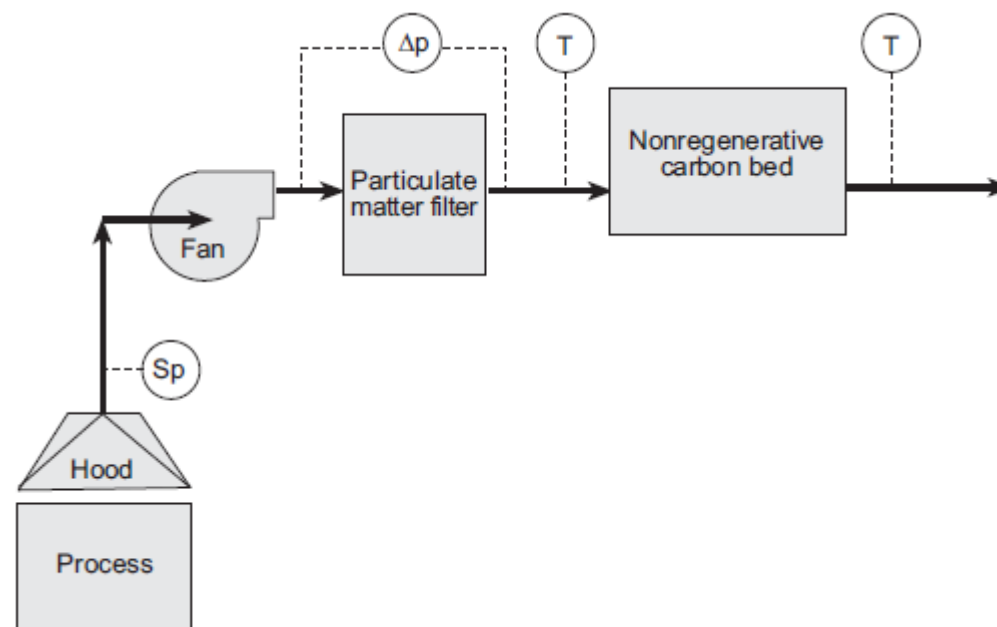 Δp
T
T
Nonregenerative
carbon bed
Particulate
matter filter
Fan
Sp
Hood
Process